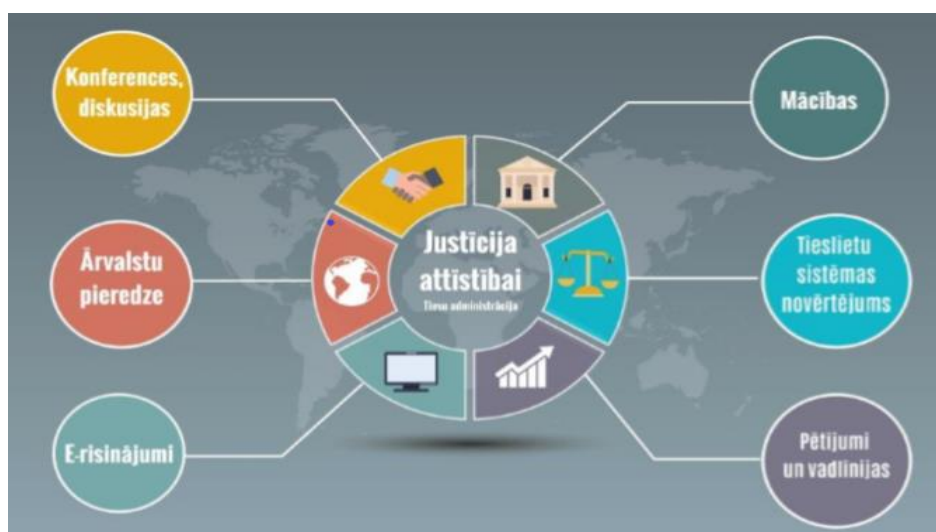 Konferences,
diskusijas
Mācības
Justīcija
attīstībai
Tiesu administrācija
Ārvalstu
pieredze
Tieslietu
sistēmas
novērtējums
E-risinājumi
Pētījumi
un vadlīnijas